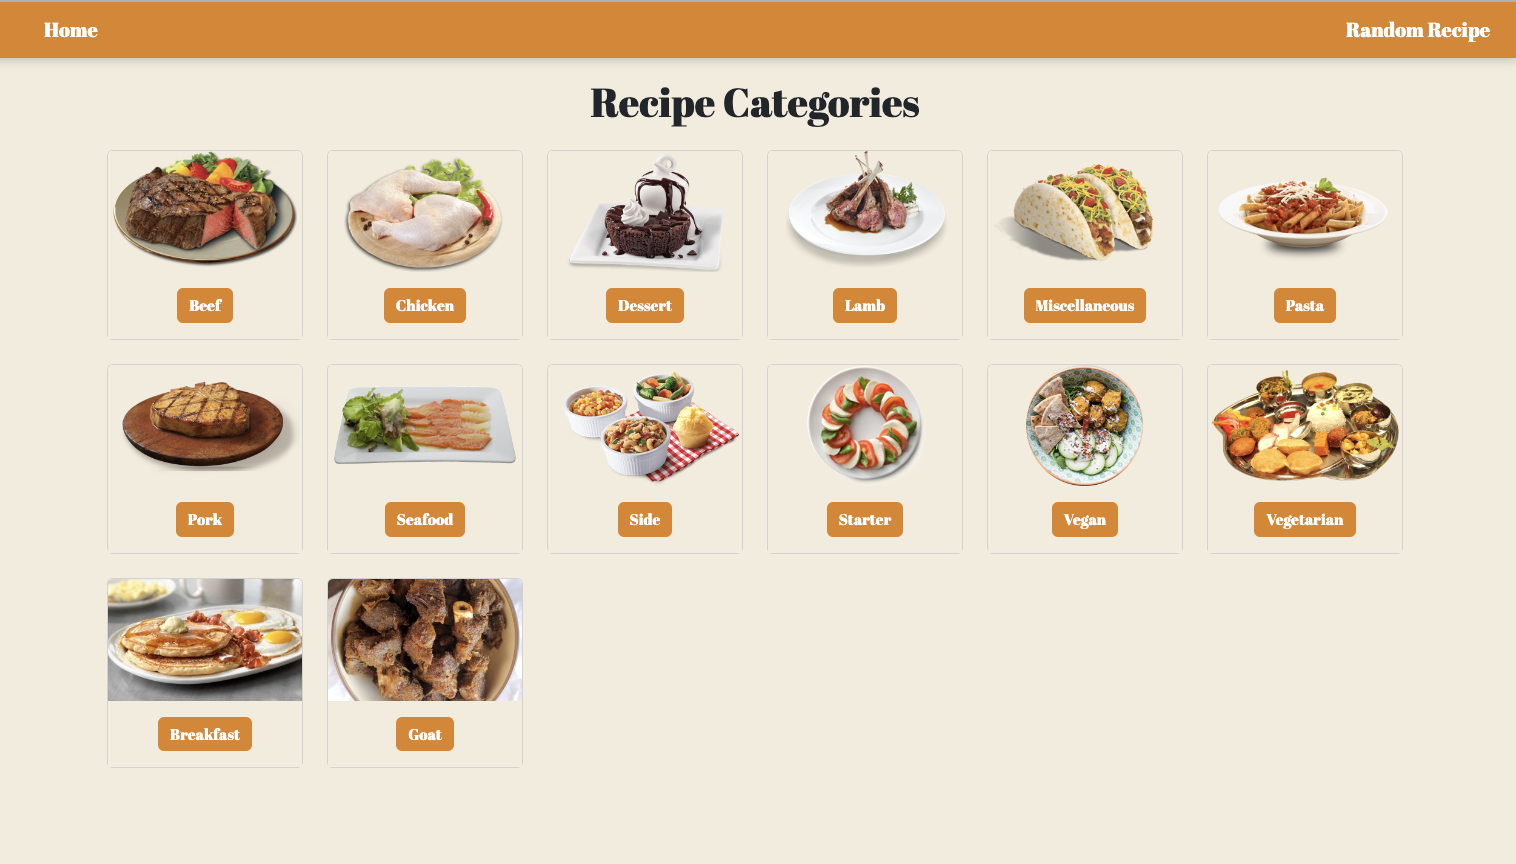 Home
Random Recipe
Recipe Categories
Beef
Chicken
Dessert
Lamb
Miscellaneous
Pasta
Pork
Seafood
Side
Starter
Vegan
Vegetarian
Breakfast
Goat